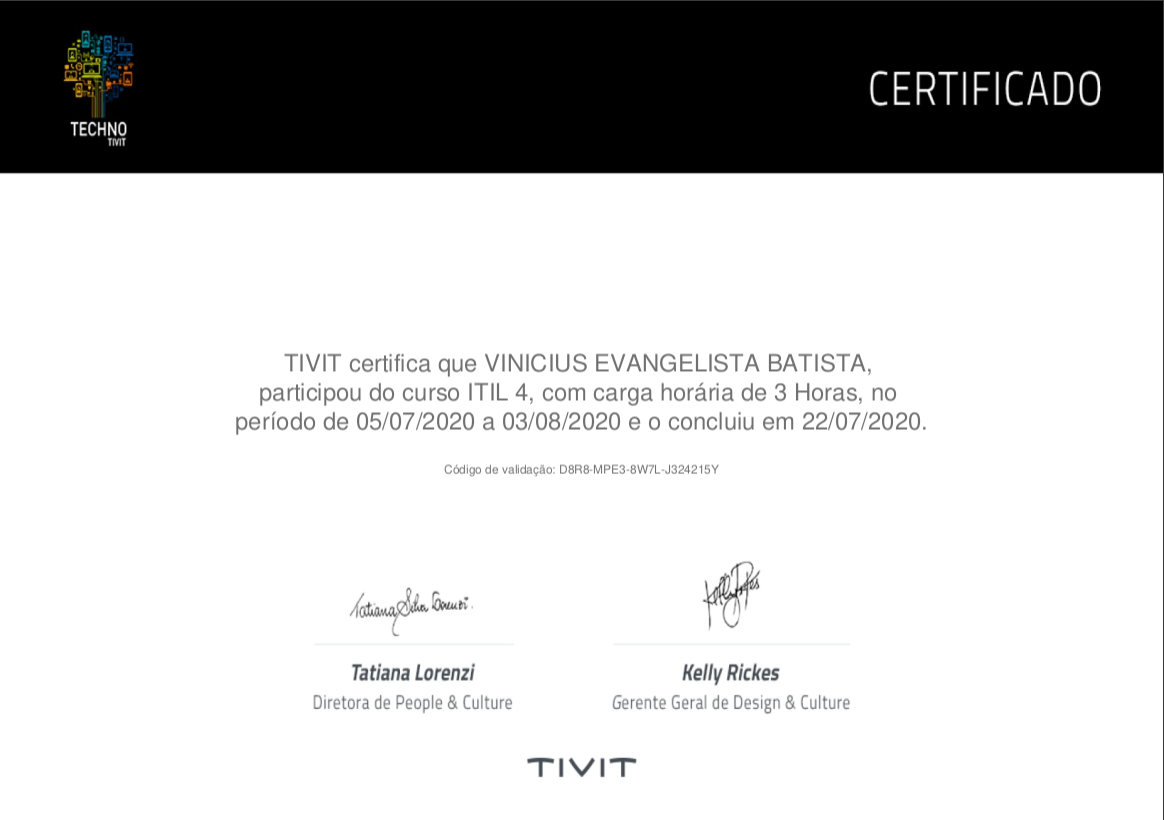 TECHNO
TIVIT
CERTIFICADO
TIVIT certifica que VINICIUS EVANGELISTA BATISTA,
participou do curso ITIL 4, com carga horária de 3 Horas, no
período de 05/07/2020 a 03/08/2020 e o concluiu em 22/07/2020.
Código de validação: D8R8-MPE3-8W7L-J324215Y
Tatiana Silva Lorenzi.
Tatiana Lorenzi
Kelly Rickes
Diretora de People & Culture
Gerente Geral de Design & Culture
TIVIT